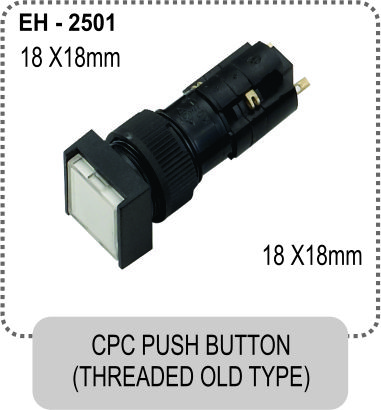 EH - 2501
18 X18mm
18 X18mm
CPC PUSH BUTTON
(THREADED OLD TYPE)